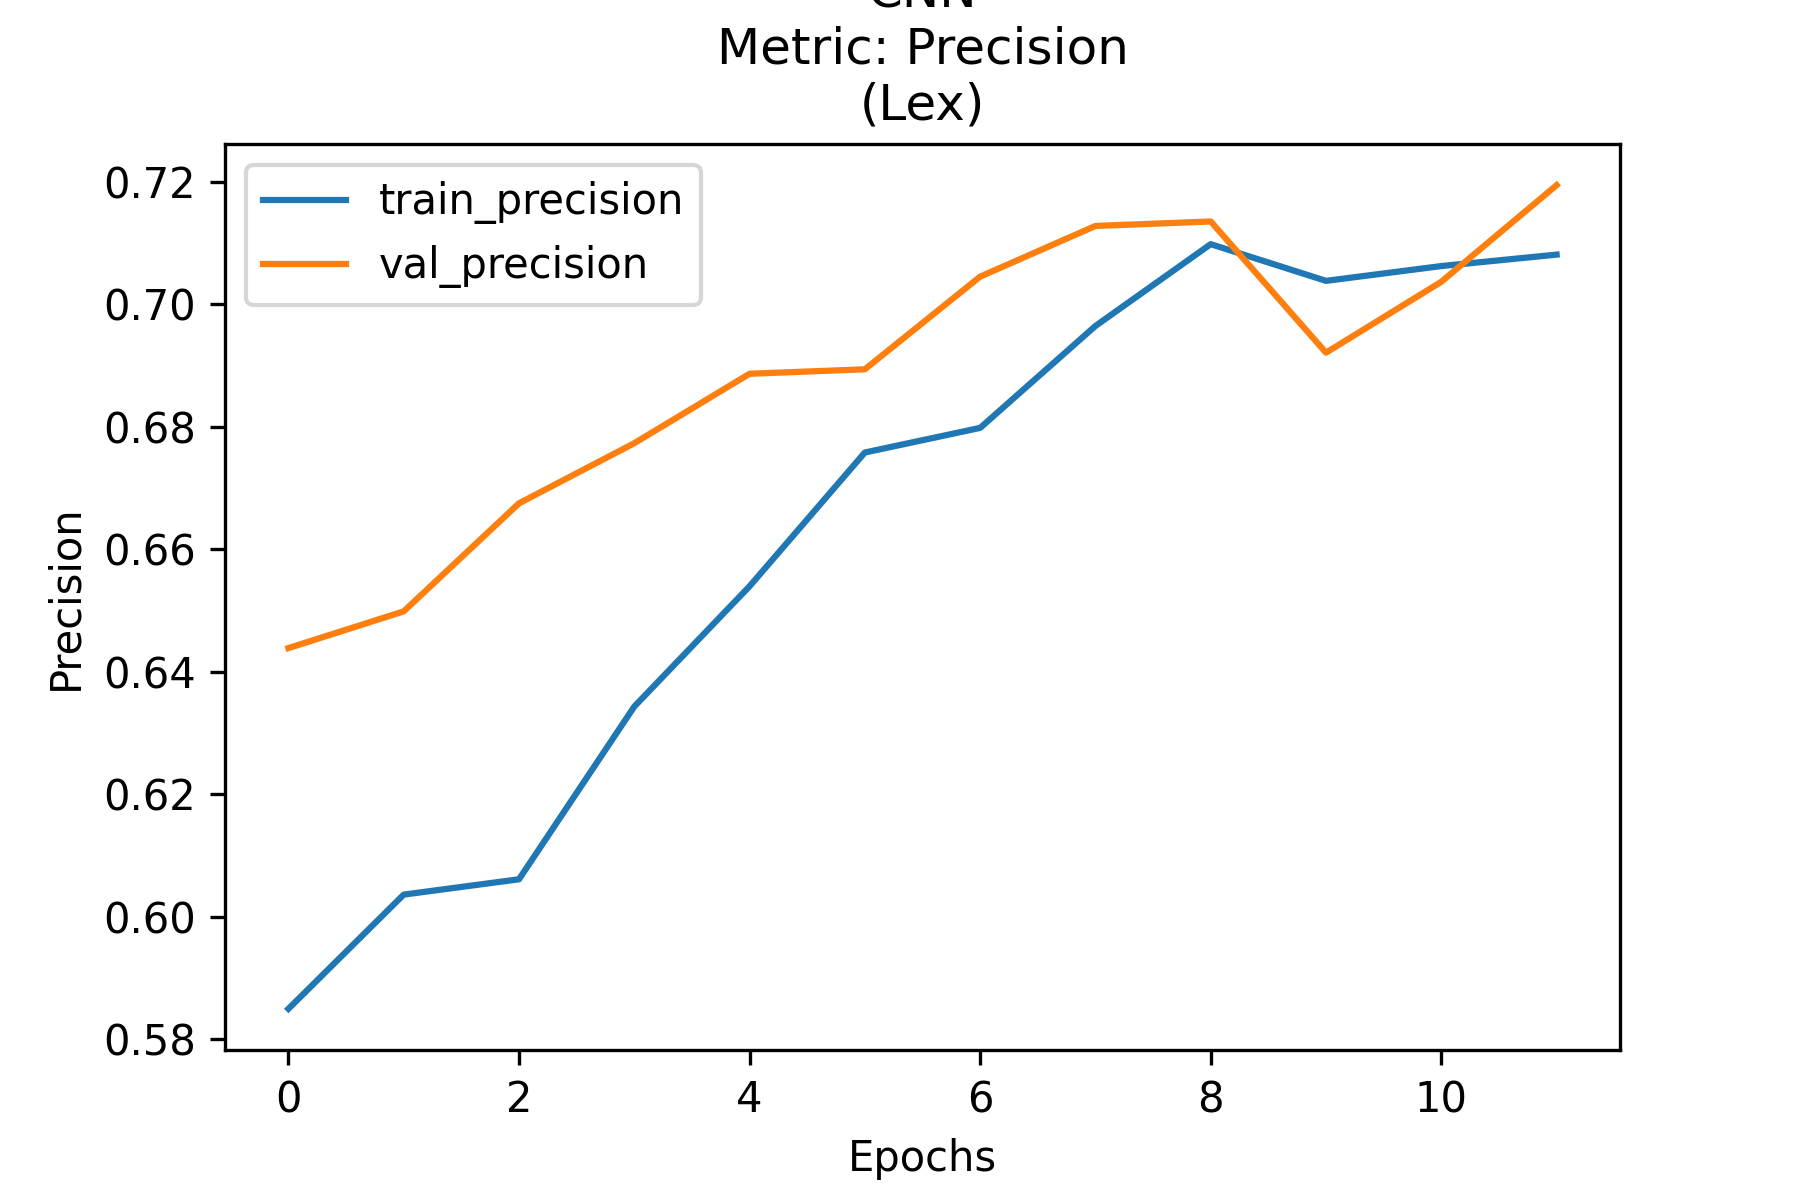 CNN
Metric: Precision
(Lex)
train_precision
val_precision
0.72
0.70
0.68
0.66
0.64
0.62
0.60
0.58
Precision
0 2 4 6 8 10
Epochs